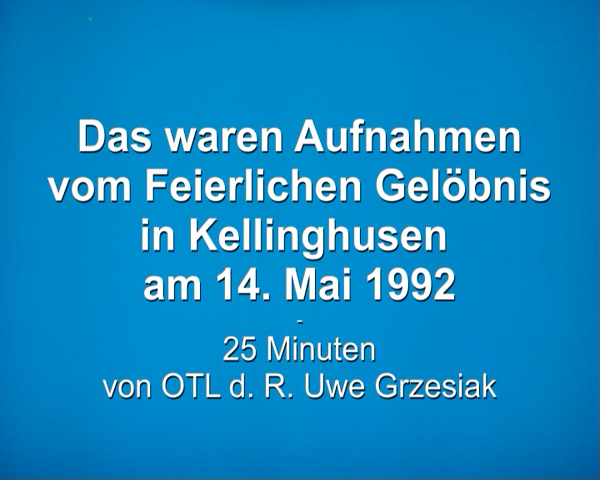 Das waren Aufnahmen
vom Feierlichen Gelöbnis
in Kellinghusen
am 14. Mai 1992
-
25 Minuten
von OTL d. R. Uwe Grzesiak